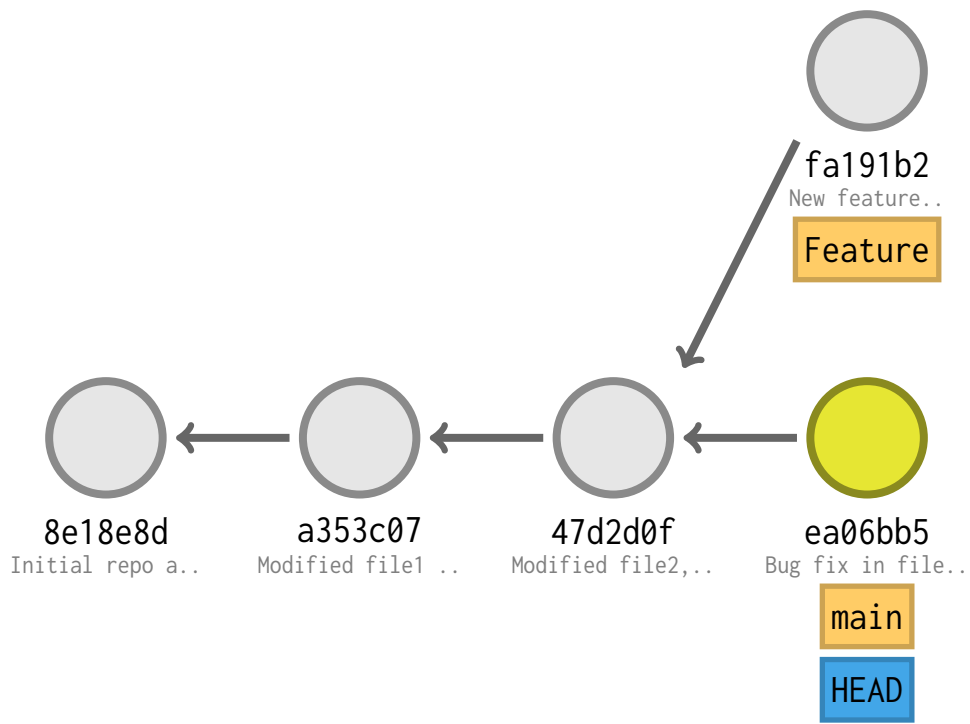 fa191b2
New feature..
Feature
8e18e8d
Initial repo a..
a353c07
Modified file1 ..
47d2d0f
Modified file2,..
ea06bb5
Bug fix in file..
main
HEAD